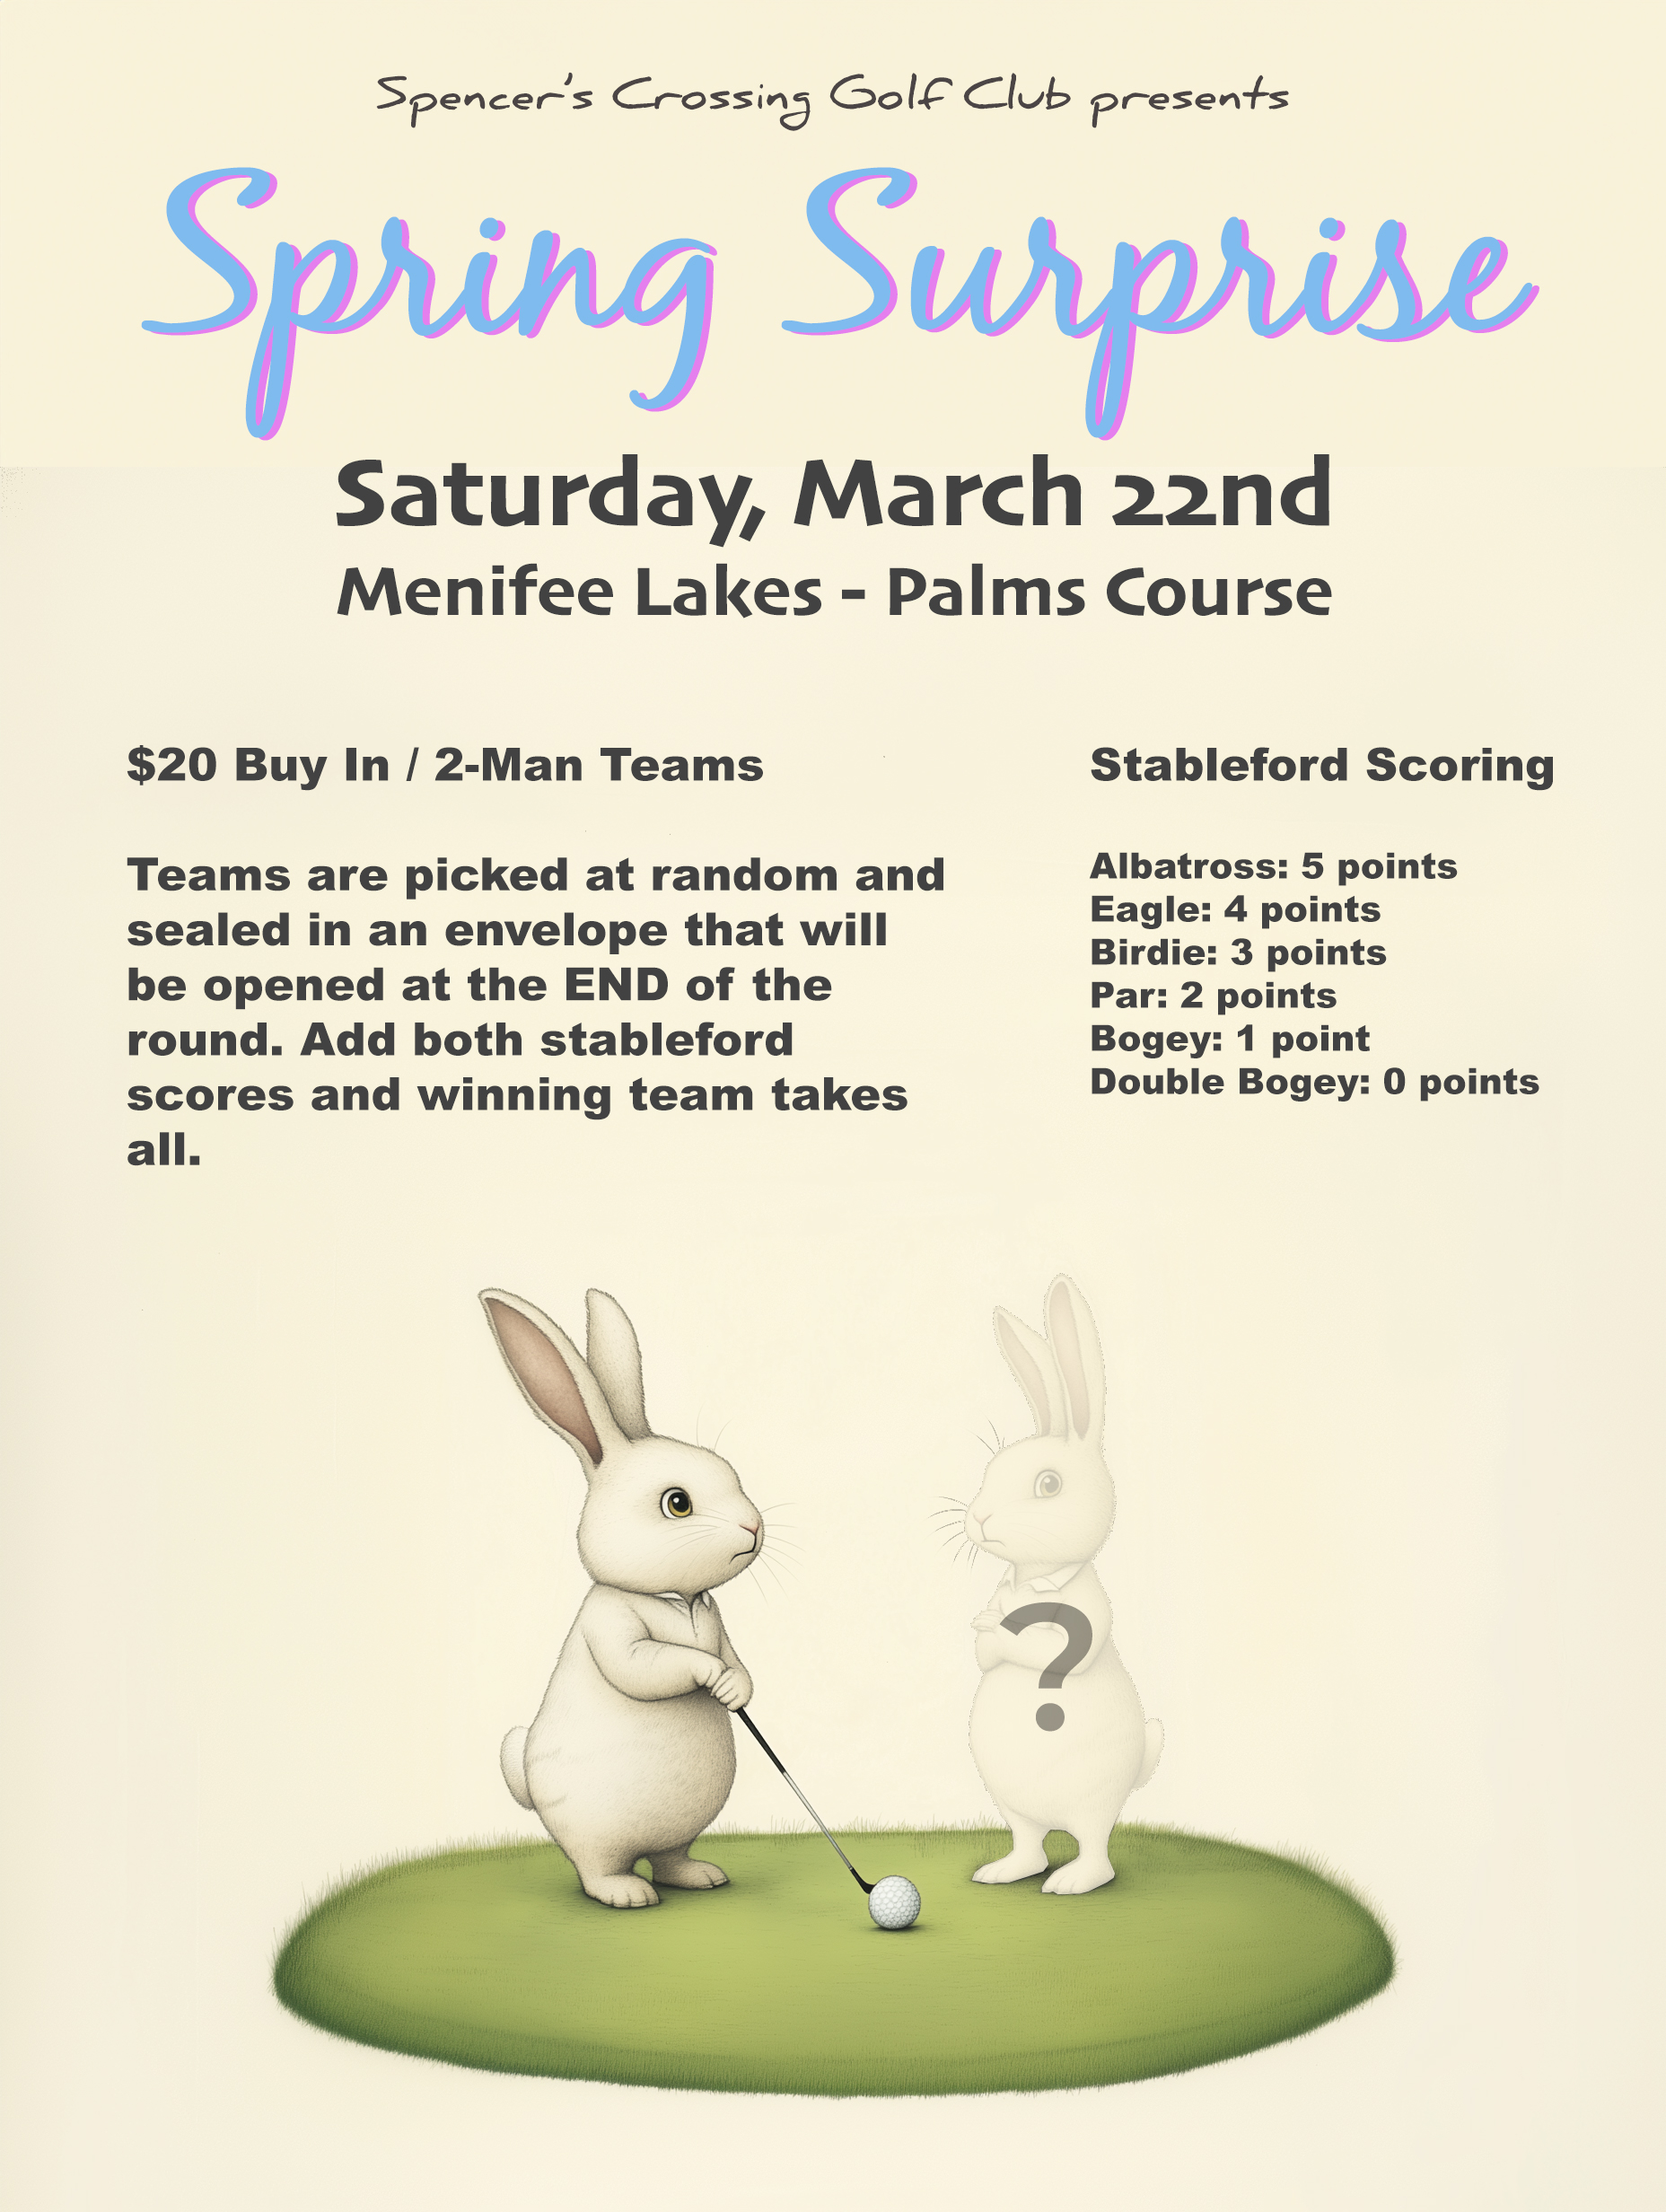 Spencer's Crossing Golf Club presents
Spring Surprise
Saturday, March 22nd
Menifee Lakes - Palms Course
$20 Buy In / 2-Man Teams
Teams are picked at random and
sealed in an envelope that will
be opened at the END of the
round. Add both stableford
scores and winning team takes
all.
Stableford Scoring
Albatross: 5 points
Eagle: 4 points
Birdie: 3 points
Par: 2 points
Bogey: 1 point
Double Bogey: 0 points
?